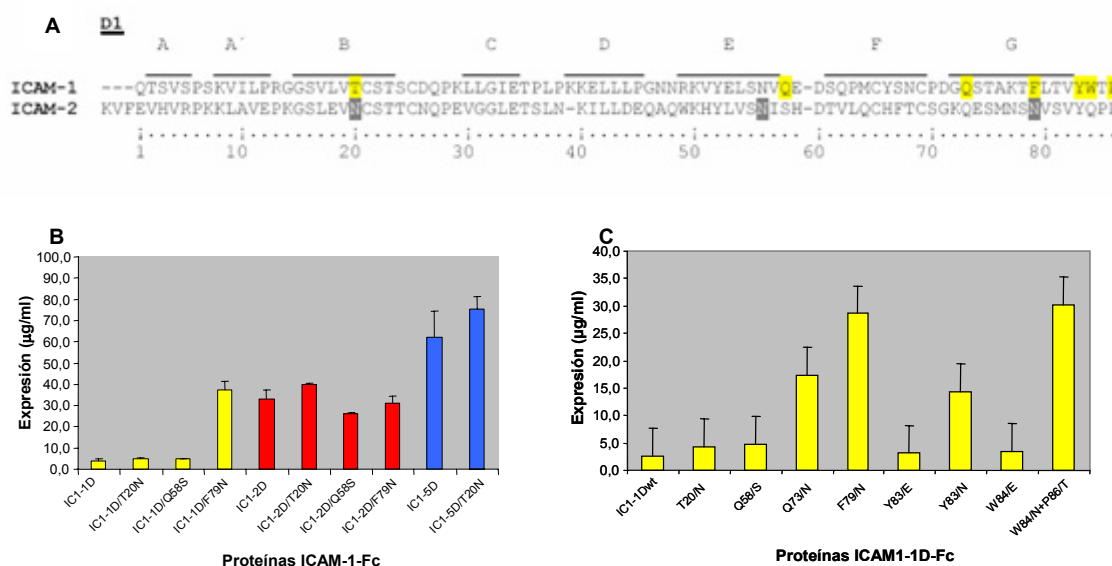 A
D1
A A´ B C D E F G
ICAM-1 ---QTSVSPSKVILPRGGSVLVTCSTSCDQPKLLGIETPLPKKELLLPGNNRKVYELSNVQE-DSQPMCYSNCPDGQSTAKTFLTVYWTP
ICAM-2 KVFEVHVRPKKLAVEPKGSLEVNCSTTCNQPEVGGLETSLN-KILLDEQAQWKHYLVSNISHDTVLQCHFTCSGKQESMNSNVSVYQP
1 10 20 30 40 50 60 70 80
B
100,0
90,0
80,0
70,0
60,0
50,0
40,0
30,0
20,0
10,0
0,0
Expresión (µg/ml)
IC1-1D
IC1-1D/T20N
IC1-1D/Q58S
IC1-1D/F79N
IC1-2D
IC1-2D/T20N
IC1-2D/Q58S
IC1-2D/F79N
IC1-5D
IC1-5D/T20N
Proteínas ICAM-1-Fc
C
40,0
35,0
30,0
25,0
20,0
15,0
10,0
5,0
0,0
Expresión (µg/ml)
IC1-1Dwt
T20/N
Q58/S
Q73/N
F79/N
Y83/E
Y83/N
W84/E
W84/N+P86/T
Proteínas ICAM1-1D-Fc